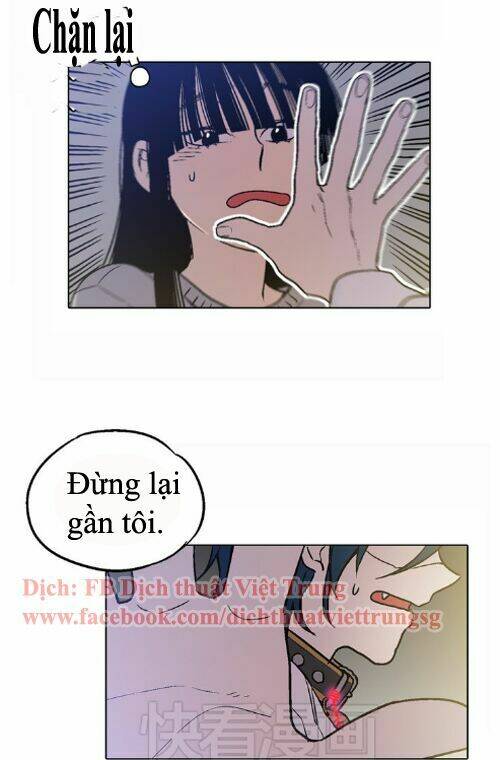 Chặn lại
Đừng lại
gần tôi.
Dịch: FB Dịch thuật Việt Trung
www.facebook.com/dichthuatviettrungsg
快看漫画